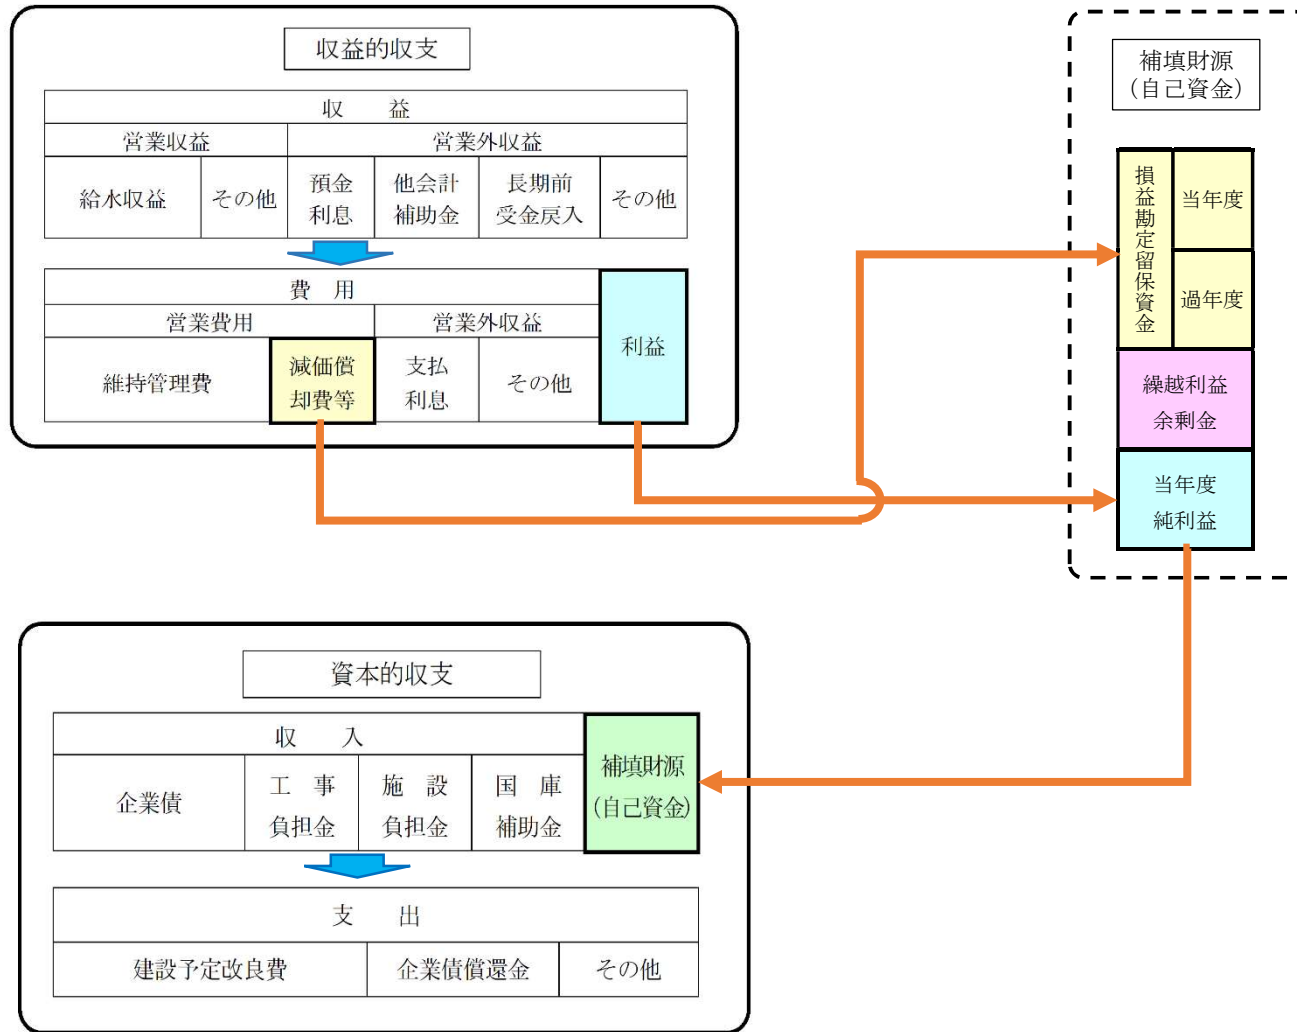 収益的収支
収　益
営業収益
営業外収益
給水収益
その他
預金
利息
他会計
補助金
長期前
受金戻入
その他
費　用
営業費用
営業外収益
維持管理費
減価償
却費等
支払
利息
その他
利益
補填財源
（自己資金）
損益勘定留保資金
当年度
過年度
繰越利益
余剰金
当年度
純利益
資本的収支
収　入
企業債
工　事
負担金
施　設
負担金
国　庫
補助金
補填財源
（自己資金）
支　出
建設予定改良費
企業債償還金
その他